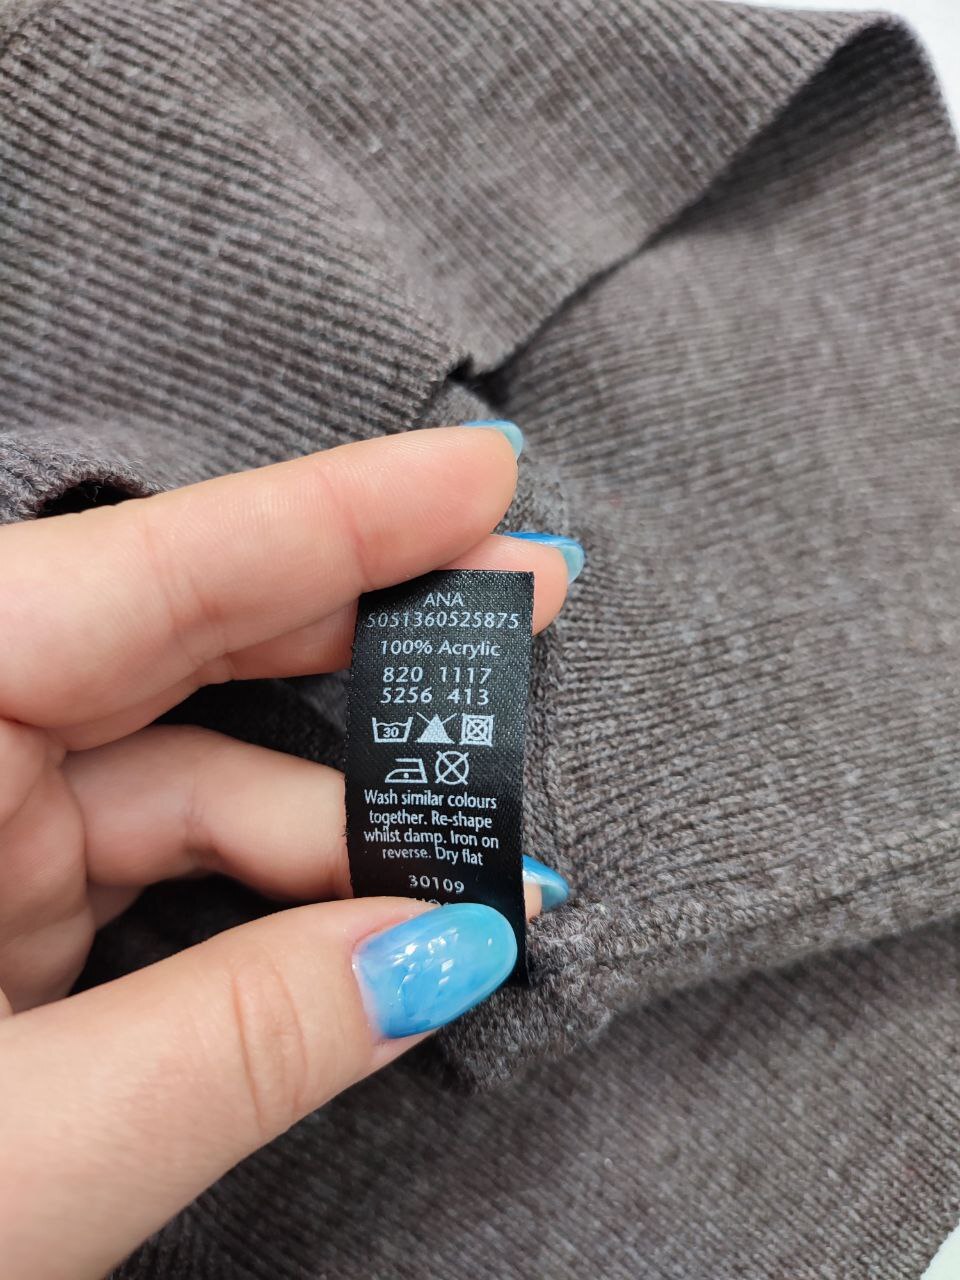 ANA
5051360525875
100% Acrylic
820 1117
5256 413
30
Wash similar colours
together. Re-shape
whilst damp. Iron on
reverse. Dry flat
30109